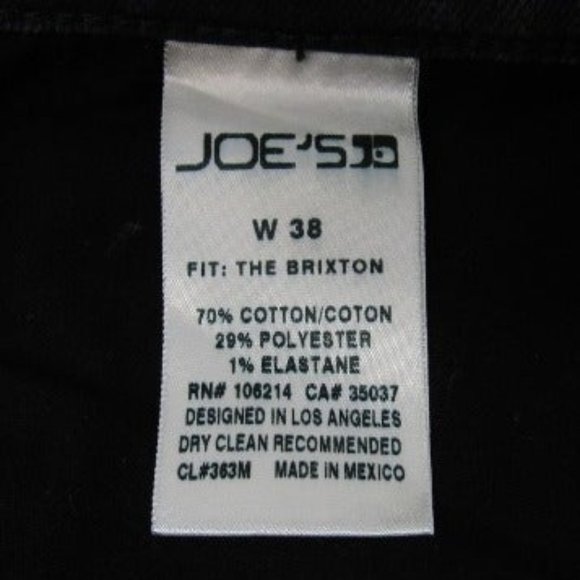 JOE'S
W 38
FIT: THE BRIXTON
70% COTTON/COTON
29% POLYESTER
1% ELASTANE
RN# 106214 CA# 35037
DESIGNED IN LOS ANGELES
DRY CLEAN RECOMMENDED
CL#363M MADE IN MEXICO